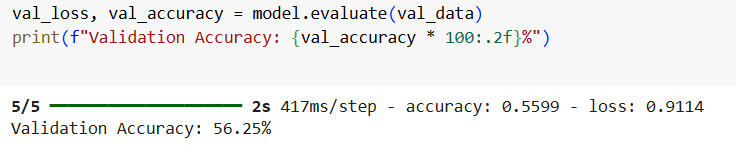 val_loss, val_accuracy = model.evaluate(val_data)
print(f"Validation Accuracy: {val_accuracy * 100:.2f}%")
5/5 ━━━━━━━━━━━━━━━━━━━━ 2s 417ms/step - accuracy: 0.5599 - loss: 0.9114
Validation Accuracy: 56.25%